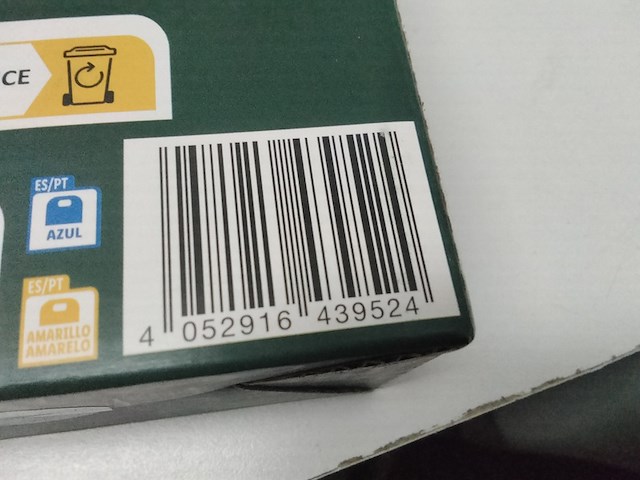 CE
ES/PT
AZUL
ES/PT
AMARILLO
AMARELO
4 052916 439524